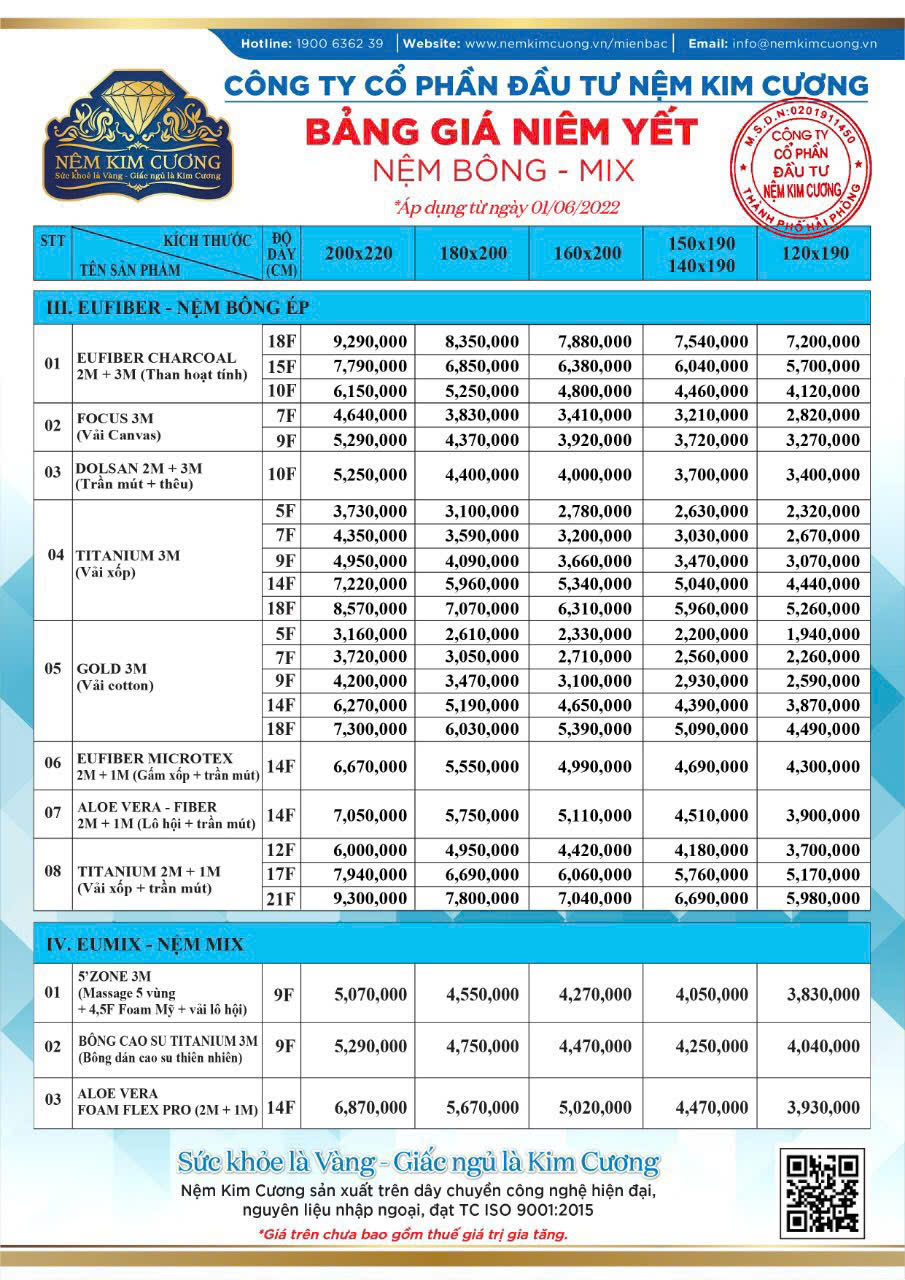 Hotline: 1900 6362 39 | Website: www.nemkimcuong.vn/mienbac | Email: info@nemkimcuong.vn
NỆM KIM CƯƠNG
Sức khoẻ là Vàng - Giấc ngủ là Kim Cương
CÔNG TY CỔ PHẦN ĐẦU TƯ NỆM KIM CƯƠNG
BẢNG GIÁ NIÊM YẾT
NỆM BÔNG - MIX
*Áp dụng từ ngày 01/06/2022
M.S.D.N:0201911450
CÔNG TY
CỔ PHẦN
ĐẦU TƯ
NỆM KIM CƯƠNG
THÀNH PHỐ HẢI PHÒNG
STT KÍCH THƯỚC TÊN SẢN PHẨM ĐỘ DÀY (CM) 200x220 180x200 160x200 150x190 140x190 120x190
III. EUFIBER - NỆM BÔNG ÉP
01 EUFIBER CHARCOAL 2M + 3M (Than hoạt tính)
18F 9,290,000 8,350,000 7,880,000 7,540,000 7,200,000
15F 7,790,000 6,850,000 6,380,000 6,040,000 5,700,000
10F 6,150,000 5,250,000 4,800,000 4,460,000 4,120,000
02 FOCUS 3M (Vải Canvas)
7F 4,640,000 3,830,000 3,410,000 3,210,000 2,820,000
9F 5,290,000 4,370,000 3,920,000 3,720,000 3,270,000
03 DOLSAN 2M + 3M (Trần mút + thêu)
10F 5,250,000 4,400,000 4,000,000 3,700,000 3,400,000
04 TITANIUM 3M (Vải xốp)
5F 3,730,000 3,100,000 2,780,000 2,630,000 2,320,000
7F 4,350,000 3,590,000 3,200,000 3,030,000 2,670,000
9F 4,950,000 4,090,000 3,660,000 3,470,000 3,070,000
14F 7,220,000 5,960,000 5,340,000 5,040,000 4,440,000
18F 8,570,000 7,070,000 6,310,000 5,960,000 5,260,000
05 GOLD 3M (Vải cotton)
5F 3,160,000 2,610,000 2,330,000 2,200,000 1,940,000
7F 3,720,000 3,050,000 2,710,000 2,560,000 2,260,000
9F 4,200,000 3,470,000 3,100,000 2,930,000 2,590,000
14F 6,270,000 5,190,000 4,650,000 4,390,000 3,870,000
18F 7,300,000 6,030,000 5,390,000 5,090,000 4,490,000
06 EUFIBER MICROTEX 2M + 1M (Gấm xốp + trần mút)
14F 6,670,000 5,550,000 4,990,000 4,690,000 4,300,000
07 ALOE VERA - FIBER 2M + 1M (Lô hội + trần mút)
14F 7,050,000 5,750,000 5,110,000 4,510,000 3,900,000
08 TITANIUM 2M + 1M (Vải xốp + trần mút)
12F 6,000,000 4,950,000 4,420,000 4,180,000 3,700,000
17F 7,940,000 6,690,000 6,060,000 5,760,000 5,170,000
21F 9,300,000 7,800,000 7,040,000 6,690,000 5,980,000
IV. EUMIX - NỆM MIX
01 5'ZONE 3M (Massage 5 vùng + 4,5F Foam Mỹ + vải lô hội)
9F 5,070,000 4,550,000 4,270,000 4,050,000 3,830,000
02 BÔNG CAO SU TITANIUM 3M (Bông dán cao su thiên nhiên)
9F 5,290,000 4,750,000 4,470,000 4,250,000 4,040,000
03 ALOE VERA FOAM FLEX PRO (2M + 1M)
14F 6,870,000 5,670,000 5,020,000 4,470,000 3,930,000
Sức khỏe là Vàng - Giấc ngủ là Kim Cương
Nệm Kim Cương sản xuất trên dây chuyền công nghệ hiện đại,
nguyên liệu nhập ngoại, đạt TC ISO 9001:2015
*Giá trên chưa bao gồm thuế giá trị gia tăng.